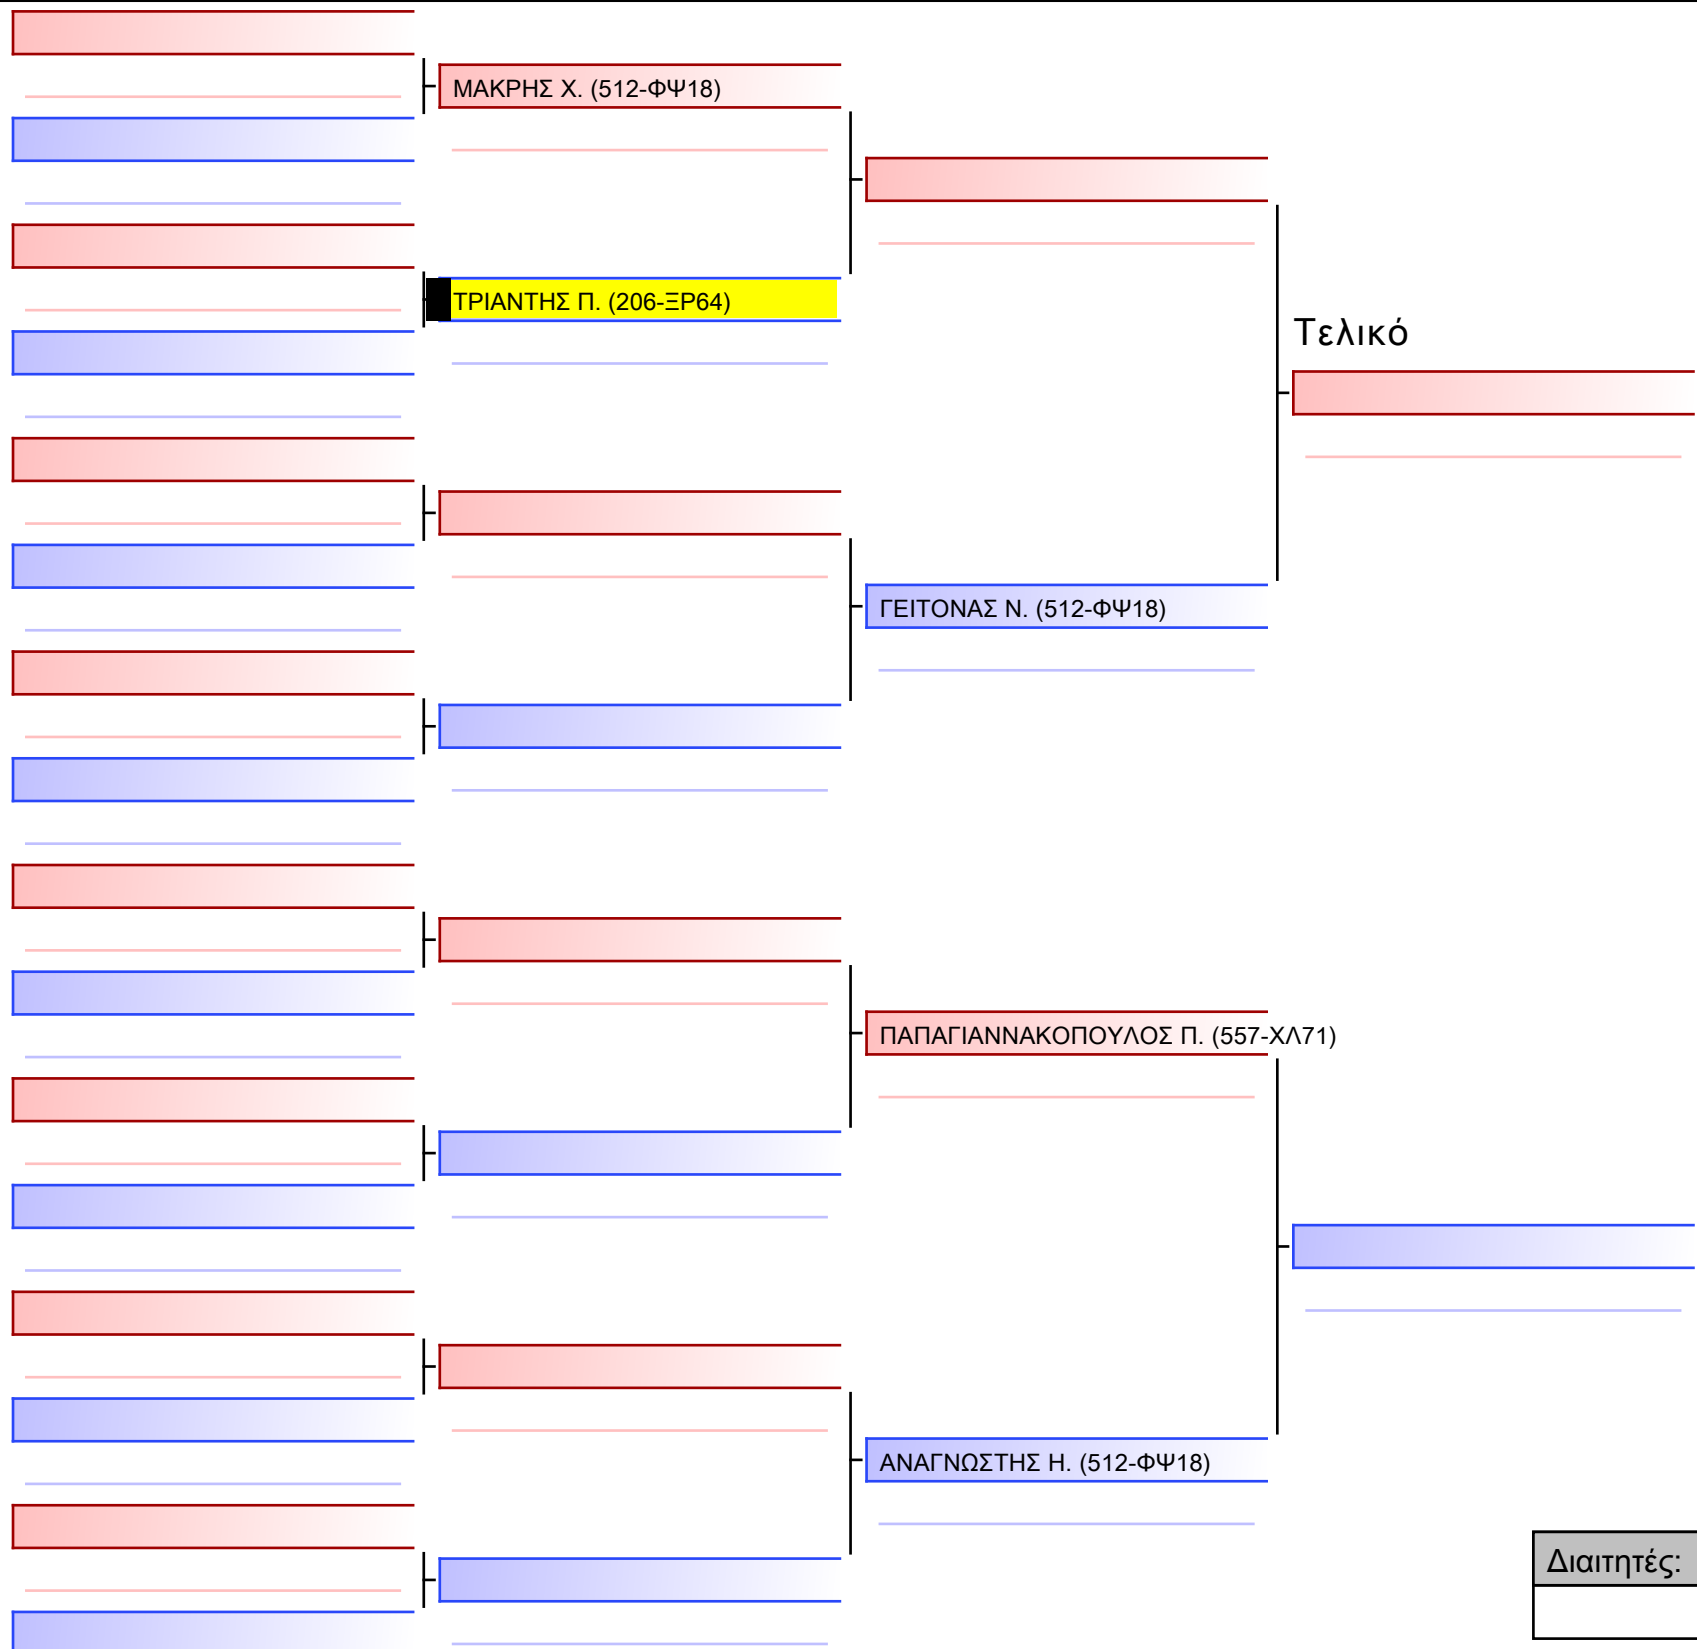 ΜΑΚΡΗΣ Χ. (512-ΦΨ18)
ΤΡΙΑΝΤΗΣ Π. (206-ΞΡ64)
Τελικό
ΓΕΙΤΟΝΑΣ Ν. (512-ΦΨ18)
ΠΑΠΑΓΙΑΝΝΑΚΟΠΟΥΛΟΣ Π. (557-ΧΛ71)
ΑΝΑΓΝΩΣΤΗΣ Η. (512-ΦΨ18)
Διαιτητές: